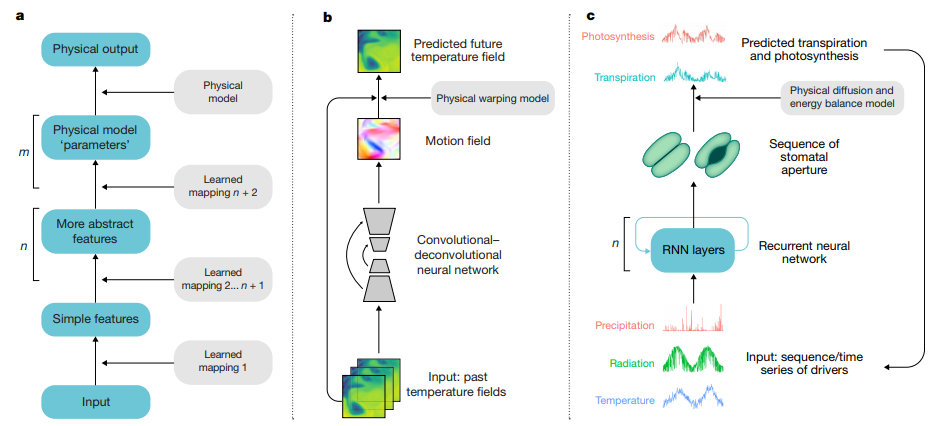 a
Physical output
Physical
model
Physical model
'parameters'
m
Learned
mapping n + 2
More abstract
features
n
Learned
mapping 2... n + 1
Simple features
Learned
mapping 1
Input
b
Predicted future
temperature field
Physical warping model
Motion field
Convolutional–
deconvolutional
neural network
Input: past
temperature fields
c
Photosynthesis
Transpiration
Predicted transpiration
and photosynthesis
Physical diffusion and
energy balance model
Sequence of
stomatal
aperture
n
RNN layers
Recurrent neural
network
Precipitation
Radiation
Temperature
Input: sequence/time
series of drivers